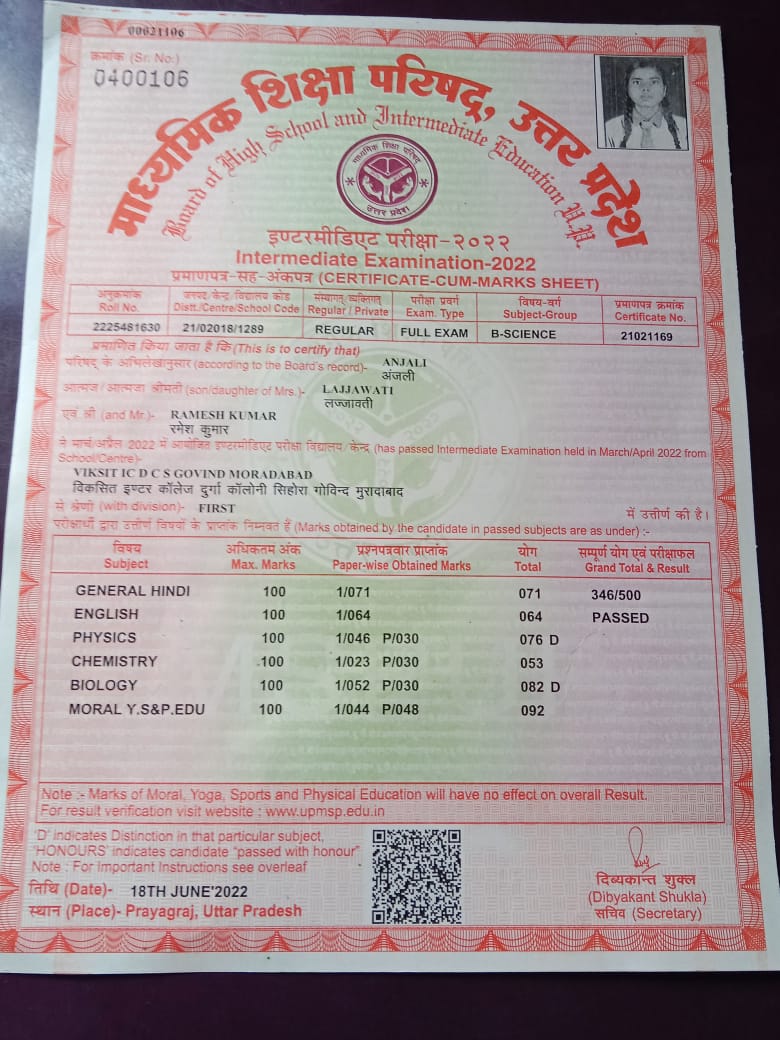 00021106
क्रमांक (Sr. No.)
0400106
माध्यमिक शिक्षा परिषद्, उत्तर प्रदेश
Board of High School and Intermediate Education U.P.
माध्यमिक शिक्षा परिषद्
उत्तर प्रदेश
इण्टरमीडिएट परीक्षा-२०२२
Intermediate Examination-2022
प्रमाणपत्र-सह-अंकपत्र (CERTIFICATE-CUM-MARKS SHEET)
अनुक्रमांक जनपद/केन्द्र/विद्यालय कोड संस्थागत/व्यक्तिगत परीक्षा प्रवर्ग विषय-वर्ग प्रमाणपत्र क्रमांक
Roll No. Distt./Centre/School Code Regular / Private Exam. Type Subject-Group Certificate No.
2225481630 21/02018/1289 REGULAR FULL EXAM B-SCIENCE 21021169
प्रमाणित किया जाता है कि (This is to certify that)
परिषद् के अभिलेखानुसार (according to the Board's record)- ANJALI
अंजली
आत्मज/आत्मजा श्रीमती (son/daughter of Mrs.)- LAJJAWATI
लज्जावती
एवं श्री (and Mr.)- RAMESH KUMAR
रमेश कुमार
ने मार्च/अप्रैल 2022 में आयोजित इण्टरमीडिएट परीक्षा विद्यालय/केन्द्र (has passed Intermediate Examination held in March/April 2022 from
School/Centre)-
VIKSIT IC D C S GOVIND MORADABAD
विकसित इण्टर कॉलेज दुर्गा कॉलोनी सिहोरा गोविन्द मुरादाबाद
से श्रेणी (with division)- FIRST में उत्तीर्ण की है।
परीक्षार्थी द्वारा उत्तीर्ण विषयों के प्राप्तांक निम्नवत हैं (Marks obtained by the candidate in passed subjects are as under) :-
विषय अधिकतम अंक प्रश्नपत्रवार प्राप्तांक योग सम्पूर्ण योग एवं परीक्षाफल
Subject Max. Marks Paper-wise Obtained Marks Total Grand Total & Result
GENERAL HINDI 100 1/071 071 346/500
ENGLISH 100 1/064 064 PASSED
PHYSICS 100 1/046 P/030 076 D
CHEMISTRY 100 1/023 P/030 053
BIOLOGY 100 1/052 P/030 082 D
MORAL Y.S&P.EDU 100 1/044 P/048 092
Note :- Marks of Moral, Yoga, Sports and Physical Education will have no effect on overall Result.
For result verification visit website : www.upmsp.edu.in
'D' indicates Distinction in that particular subject,
'HONOURS' indicates candidate "passed with honour"
Note : For Important Instructions see overleaf
तिथि (Date)- 18TH JUNE'2022
स्थान (Place)- Prayagraj, Uttar Pradesh
दिव्यकान्त शुक्ल
(Dibyakant Shukla)
सचिव (Secretary)